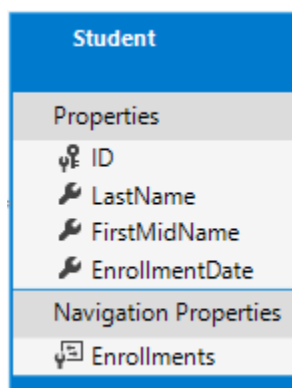 Student
Properties
ID
LastName
FirstMidName
EnrollmentDate
Navigation Properties
Enrollments